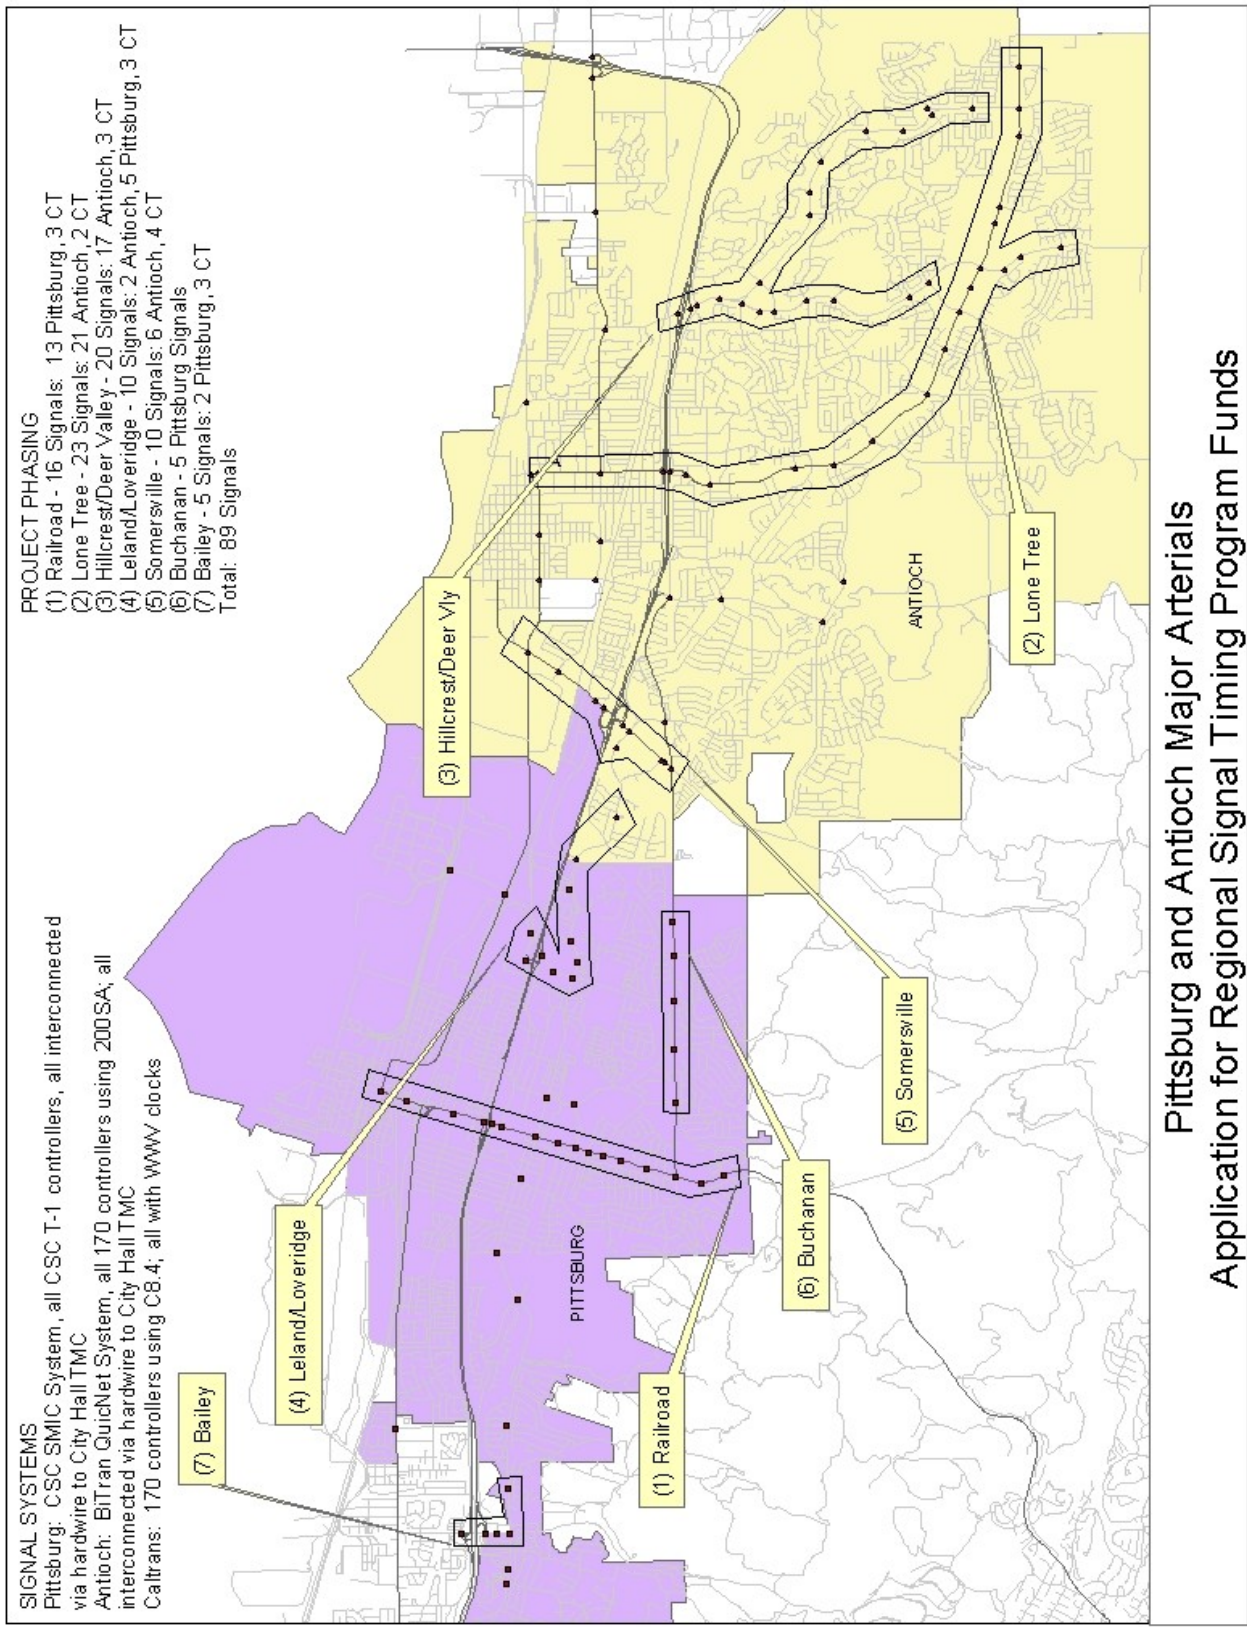 SIGNAL SYSTEMS
Pittsburg: CSC SMIC System, all CSC T-1 controllers, all interconnected
via hardwire to City Hall TMC
Antioch: BiTran QuicNet System, all 170 controllers using 200SA; all
interconnected via hardwire to City Hall TMC
Caltrans: 170 controllers using C8.4; all with WWV clocks
PROJECT PHASING
(1) Railroad - 16 Signals: 13 Pittsburg, 3 CT
(2) Lone Tree - 23 Signals: 21 Antioch, 2 CT
(3) Hillcrest/Deer Valley - 20 Signals: 17 Antioch, 3 CT
(4) Leland/Loveridge - 10 Signals: 2 Antioch, 5 Pittsburg, 3 CT
(5) Somersville - 10 Signals: 6 Antioch, 4 CT
(6) Buchanan - 5 Pittsburg Signals
(7) Bailey - 5 Signals: 2 Pittsburg, 3 CT
Total: 89 Signals
(7) Bailey
(4) Leland/Loveridge
(3) Hillcrest/Deer Vly
PITTSBURG
ANTIOCH
(1) Railroad
(6) Buchanan
(5) Somersville
(2) Lone Tree
Pittsburg and Antioch Major Arterials
Application for Regional Signal Timing Program Funds